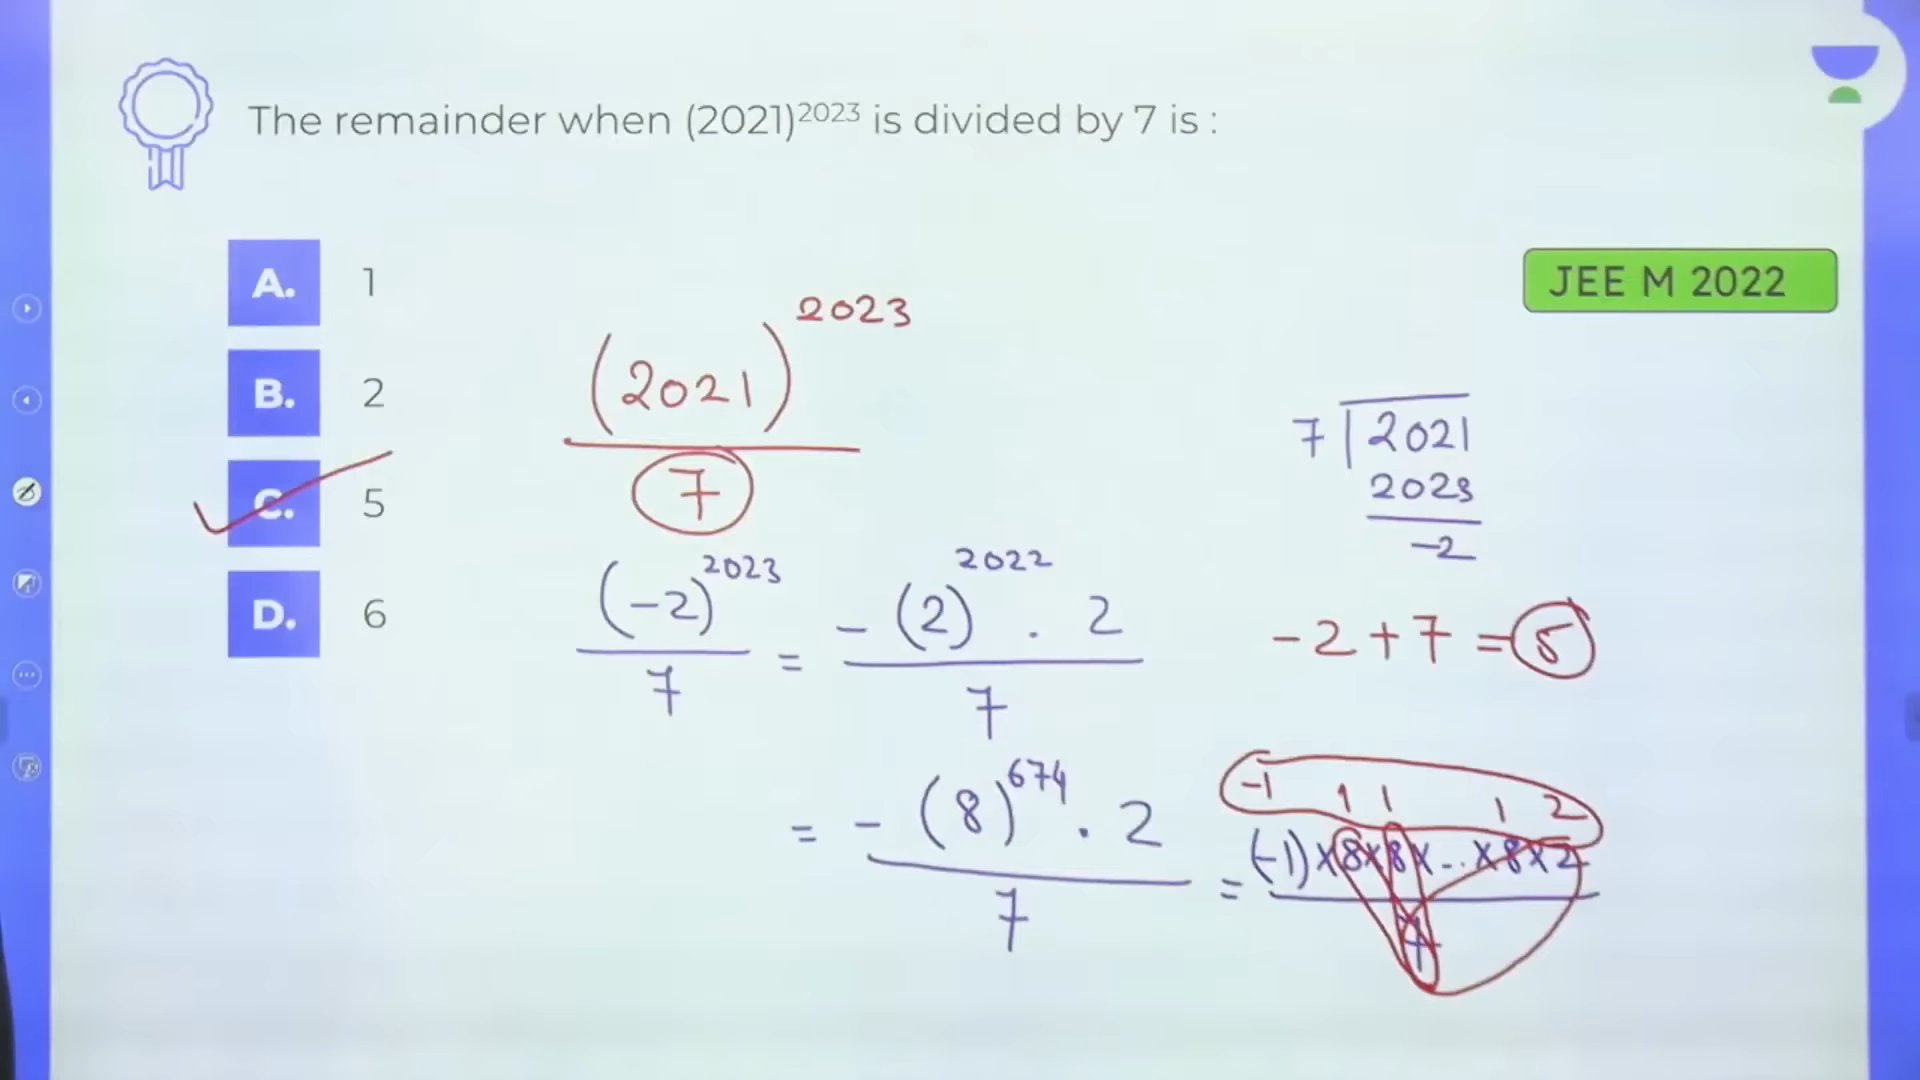 The remainder when (2021)²⁰²³ is divided by 7 is :
A. 1
B. 2
C. 5
D. 6
JEE M 2022
(2021)²⁰²³
7
7 | 2021
2023
-2
(-2)²⁰²³ / 7 = -(2)²⁰²² . 2 / 7
-2+7 = 5
= -(8)⁶⁷⁴ . 2 / 7
-1 1 1 1 2
= (-1)×8×8×...×8×2 / 7